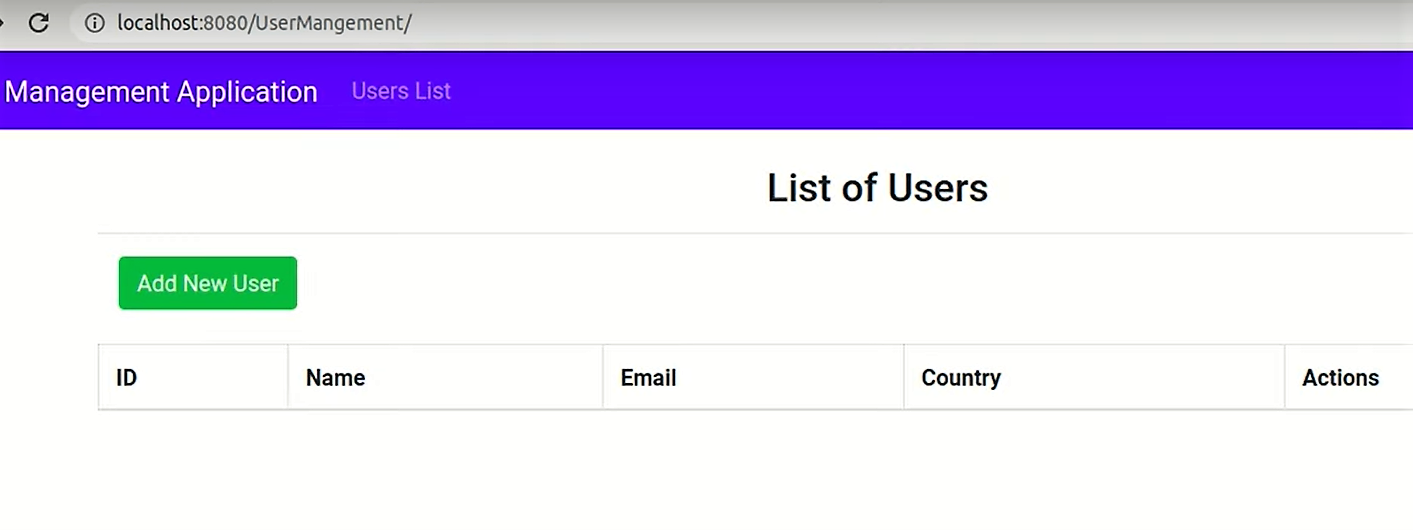 localhost:8080/UserMangement/
Management Application Users List
List of Users
Add New User
ID Name Email Country Actions